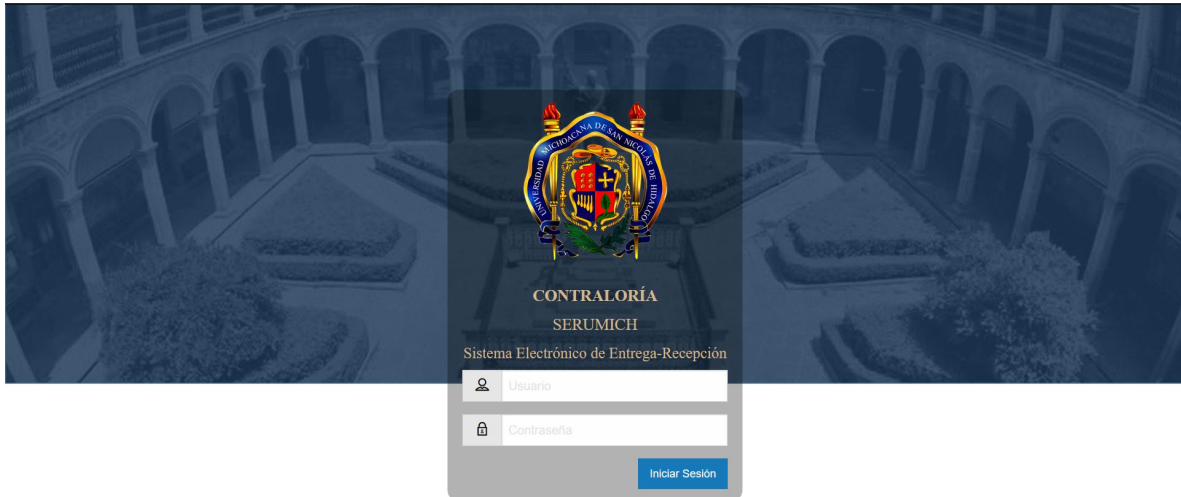 UNIVERSIDAD MICHOACANA DE SAN NICOLÁS DE HIDALGO
CONTRALORÍA
SERUMICH
Sistema Electrónico de Entrega-Recepción
Usuario
Contraseña
Iniciar Sesión